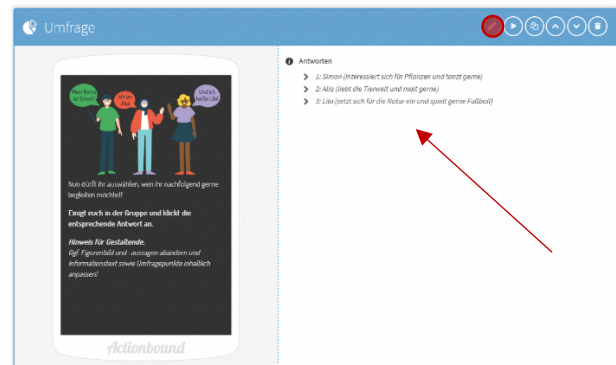 Umfrage
Antworten
1: Simon (interessiert sich für Pflanzen und tanzt gerne)
2: Alia (liebt die Tierwelt und malt gerne)
3: Lilo (setzt sich für die Natur ein und spielt gerne Fußball)
Mein Name
ist Simon!
Ich bin
Alia!
Und ich
heiße Lilo!
Nun dürft ihr auswählen, wen ihr nachfolgend gerne
begleiten möchtet!
Einigt euch in der Gruppe und klickt die
entsprechende Antwort an.
Hinweis für Gestaltende:
Ggf. Figurenbild und -aussagen abändern und
Informationstext sowie Umfragepunkte inhaltlich
anpassen!
Actionbound